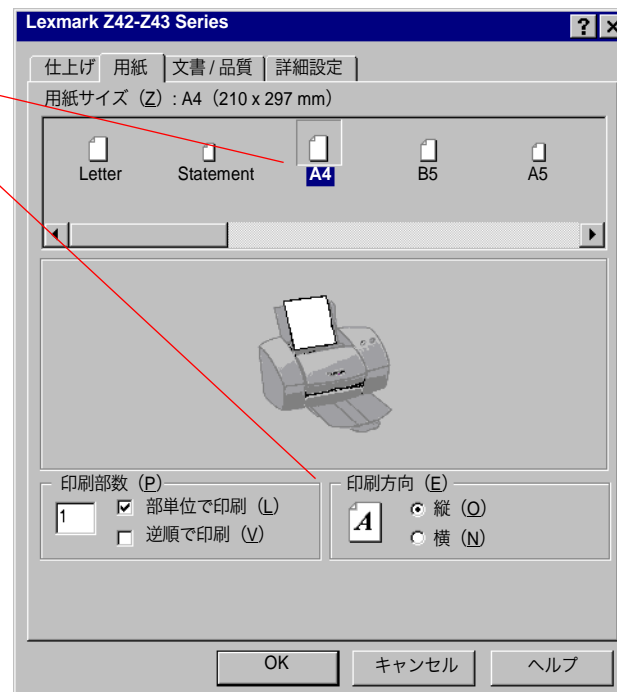 Lexmark Z42-Z43 Series
仕上げ 用紙 文書/品質 詳細設定
用紙サイズ（Z）: A4（210 x 297 mm）
Letter Statement A4 B5 A5
印刷部数（P） 印刷方向（E）
1 部単位で印刷（L） A 縦（O）
逆順で印刷（V） 横（N）
OK キャンセル ヘルプ